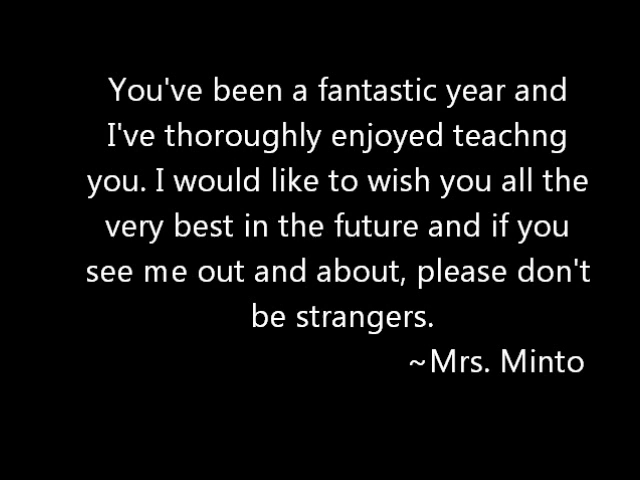 You've been a fantastic year and
I've thoroughly enjoyed teachng
you. I would like to wish you all the
very best in the future and if you
see me out and about, please don't
be strangers.
~Mrs. Minto